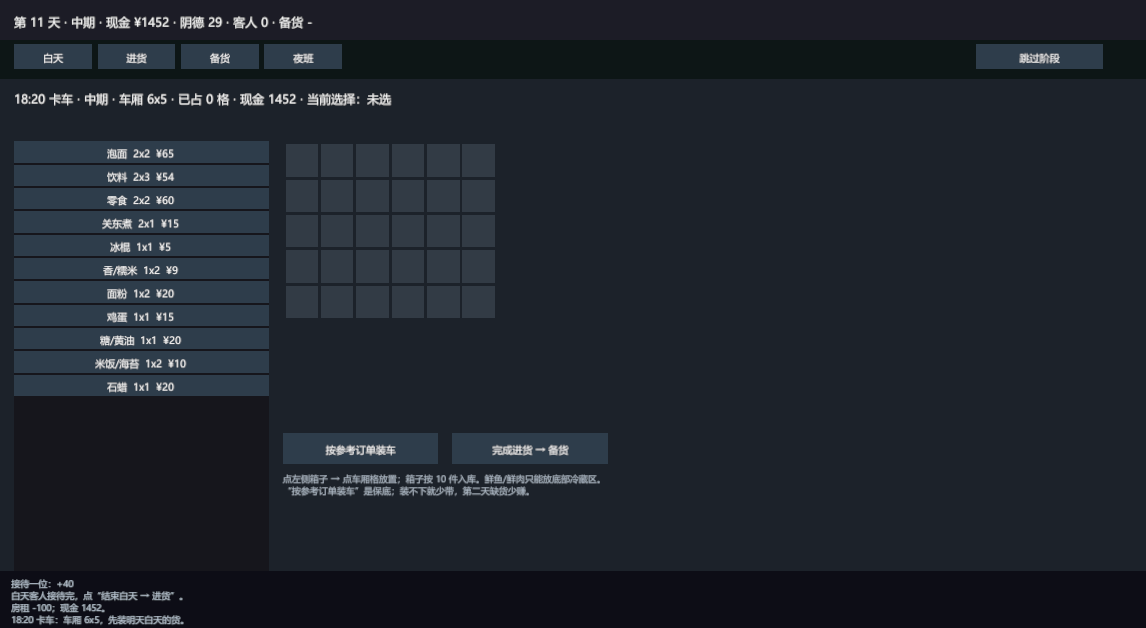 第 11 天 · 中期 · 现金 ¥1452 · 阴德 29 · 客人 0 · 备货 -
白天 进货 备货 夜班 跳过阶段
18:20 卡车 · 中期 · 车厢 6x5 · 已占 0 格 · 现金 1452 · 当前选择：未选
泡面 2x2 ¥65
饮料 2x3 ¥54
零食 2x2 ¥60
关东煮 2x1 ¥15
冰棍 1x1 ¥5
香/糯米 1x2 ¥9
面粉 1x2 ¥20
鸡蛋 1x1 ¥15
糖/黄油 1x1 ¥20
米饭/海苔 1x2 ¥10
石蜡 1x1 ¥20
按参考订单装车 完成进货 → 备货
点左侧箱子 → 点车厢格放置；箱子按 10 件入库。鲜鱼/鲜肉只能放底部冷藏区。
“按参考订单装车”是保底；装不下就少带，第二天缺货少赚。
接待一位：+40
白天客人接待完，点“结束白天 → 进货”。
房租 -100；现金 1452。
18:20 卡车：车厢 6x5，先装明天白天的货。